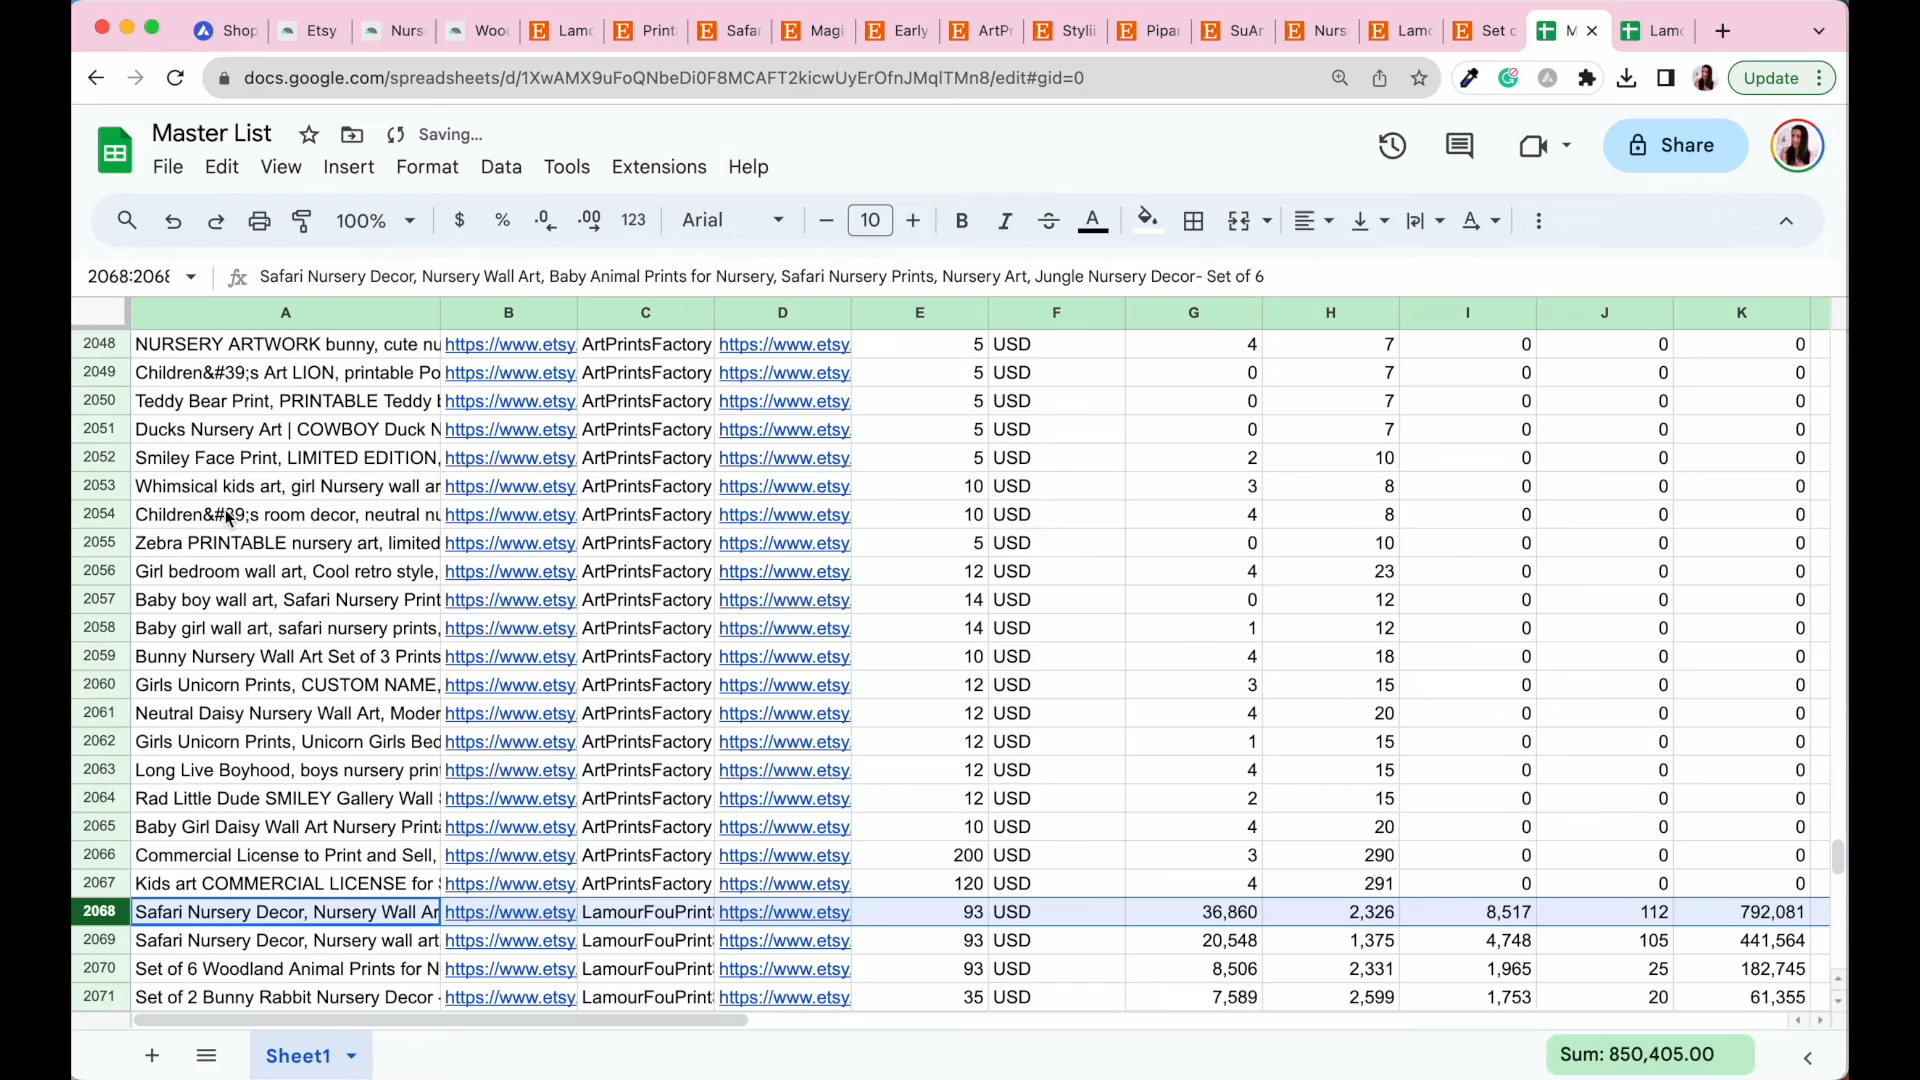 Shop Etsy Nurs Woo Lam Print Safar Magi Early ArtPr Stylii Pipar SuAr Nurs Lam Set o M Lam
docs.google.com/spreadsheets/d/1XwAMX9uFoQNbeDi0F8MCAFT2kicwUyErOfnJMqlTMn8/edit#gid=0 Update
Master List Saving... Share
File Edit View Insert Format Data Tools Extensions Help
100% $ % .0 .00 123 Arial 10 B I A
2068:2068 fx Safari Nursery Decor, Nursery Wall Art, Baby Animal Prints for Nursery, Safari Nursery Prints, Nursery Art, Jungle Nursery Decor- Set of 6
A B C D E F G H I J K
2048 NURSERY ARTWORK bunny, cute nu https://www.etsy. ArtPrintsFactory https://www.etsy. 5 USD 4 7 0 0 0
2049 Children&#39;s Art LION, printable Po https://www.etsy. ArtPrintsFactory https://www.etsy. 5 USD 0 7 0 0 0
2050 Teddy Bear Print, PRINTABLE Teddy https://www.etsy. ArtPrintsFactory https://www.etsy. 5 USD 0 7 0 0 0
2051 Ducks Nursery Art | COWBOY Duck N https://www.etsy. ArtPrintsFactory https://www.etsy. 5 USD 0 7 0 0 0
2052 Smiley Face Print, LIMITED EDITION, https://www.etsy. ArtPrintsFactory https://www.etsy. 5 USD 2 10 0 0 0
2053 Whimsical kids art, girl Nursery wall ar https://www.etsy. ArtPrintsFactory https://www.etsy. 10 USD 3 8 0 0 0
2054 Children&#39;s room decor, neutral nu https://www.etsy. ArtPrintsFactory https://www.etsy. 10 USD 4 8 0 0 0
2055 Zebra PRINTABLE nursery art, limited https://www.etsy. ArtPrintsFactory https://www.etsy. 5 USD 0 10 0 0 0
2056 Girl bedroom wall art, Cool retro style, https://www.etsy. ArtPrintsFactory https://www.etsy. 12 USD 4 23 0 0 0
2057 Baby boy wall art, Safari Nursery Print https://www.etsy. ArtPrintsFactory https://www.etsy. 14 USD 0 12 0 0 0
2058 Baby girl wall art, safari nursery prints, https://www.etsy. ArtPrintsFactory https://www.etsy. 14 USD 1 12 0 0 0
2059 Bunny Nursery Wall Art Set of 3 Prints https://www.etsy. ArtPrintsFactory https://www.etsy. 10 USD 4 18 0 0 0
2060 Girls Unicorn Prints, CUSTOM NAME, https://www.etsy. ArtPrintsFactory https://www.etsy. 12 USD 3 15 0 0 0
2061 Neutral Daisy Nursery Wall Art, Moder https://www.etsy. ArtPrintsFactory https://www.etsy. 12 USD 4 20 0 0 0
2062 Girls Unicorn Prints, Unicorn Girls Bed https://www.etsy. ArtPrintsFactory https://www.etsy. 12 USD 1 15 0 0 0
2063 Long Live Boyhood, boys nursery prin https://www.etsy. ArtPrintsFactory https://www.etsy. 12 USD 4 15 0 0 0
2064 Rad Little Dude SMILEY Gallery Wall https://www.etsy. ArtPrintsFactory https://www.etsy. 12 USD 2 15 0 0 0
2065 Baby Girl Daisy Wall Art Nursery Print https://www.etsy. ArtPrintsFactory https://www.etsy. 10 USD 4 20 0 0 0
2066 Commercial License to Print and Sell, https://www.etsy. ArtPrintsFactory https://www.etsy. 200 USD 3 290 0 0 0
2067 Kids art COMMERCIAL LICENSE for https://www.etsy. ArtPrintsFactory https://www.etsy. 120 USD 4 291 0 0 0
2068 Safari Nursery Decor, Nursery Wall Ar https://www.etsy. LamourFouPrint https://www.etsy. 93 USD 36,860 2,326 8,517 112 792,081
2069 Safari Nursery Decor, Nursery wall art https://www.etsy. LamourFouPrint https://www.etsy. 93 USD 20,548 1,375 4,748 105 441,564
2070 Set of 6 Woodland Animal Prints for N https://www.etsy. LamourFouPrint https://www.etsy. 93 USD 8,506 2,331 1,965 25 182,745
2071 Set of 2 Bunny Rabbit Nursery Decor - https://www.etsy. LamourFouPrint https://www.etsy. 35 USD 7,589 2,599 1,753 20 61,355
Sheet1 Sum: 850,405.00